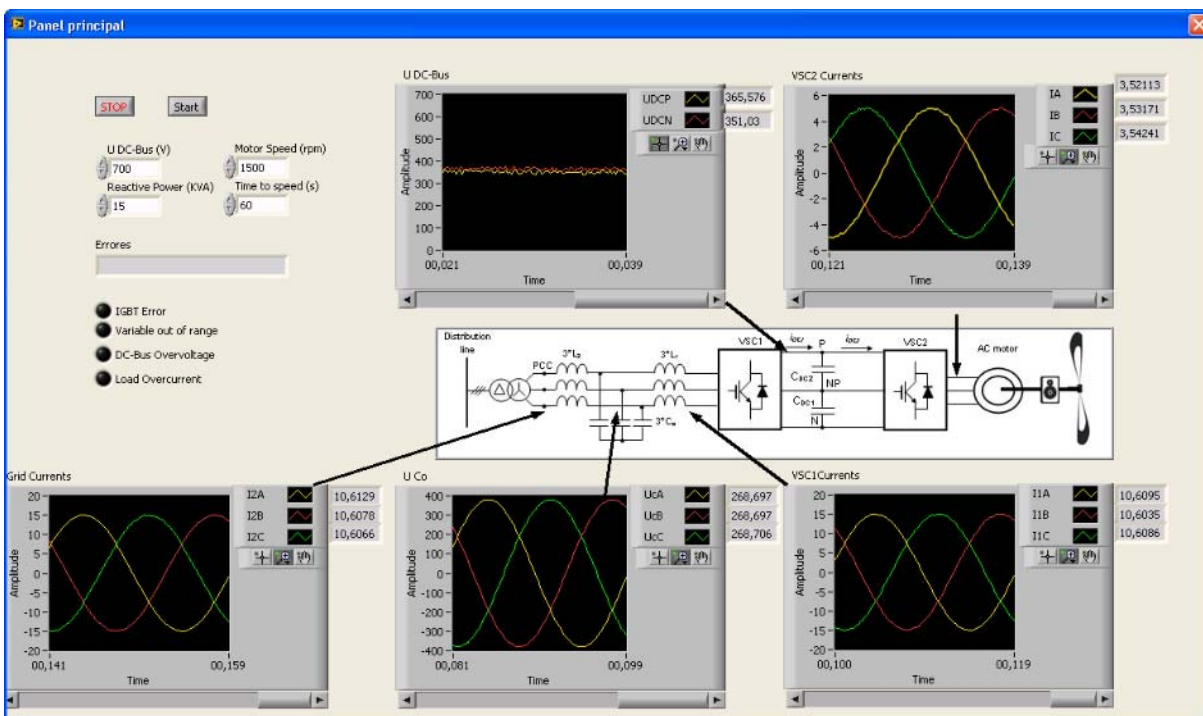 Panel principal
STOP
Start
U DC-Bus (V)
Motor Speed (rpm)
700
1500
Reactive Power (KVA)
Time to speed (s)
15
60
Errores
IGBT Error
Variable out of range
DC-Bus Overvoltage
Load Overcurrent
U DC-Bus
UDCP
365,576
UDCN
351,03
Amplitude
700
600
500
400
300
200
100
0
00,021
00,039
Time
VSC2 Currents
IA
3,52113
IB
3,53171
IC
3,54241
Amplitude
6
4
2
0
-2
-4
-6
00,121
00,139
Time
Distribution
line
PCC
VSC1
P
VSC2
AC motor
NP
N
Grid Currents
I2A
10,6129
I2B
10,6078
I2C
10,6066
Amplitude
20
15
10
5
0
-5
-10
-15
-20
00,141
00,159
Time
U Co
UcA
268,697
UcB
268,697
UcC
268,706
Amplitude
400
300
200
100
0
-100
-200
-300
-400
00,081
00,099
Time
VSC1Currents
I1A
10,6095
I1B
10,6035
I1C
10,6086
Amplitude
20
15
10
5
0
-5
-10
-15
-20
00,100
00,119
Time